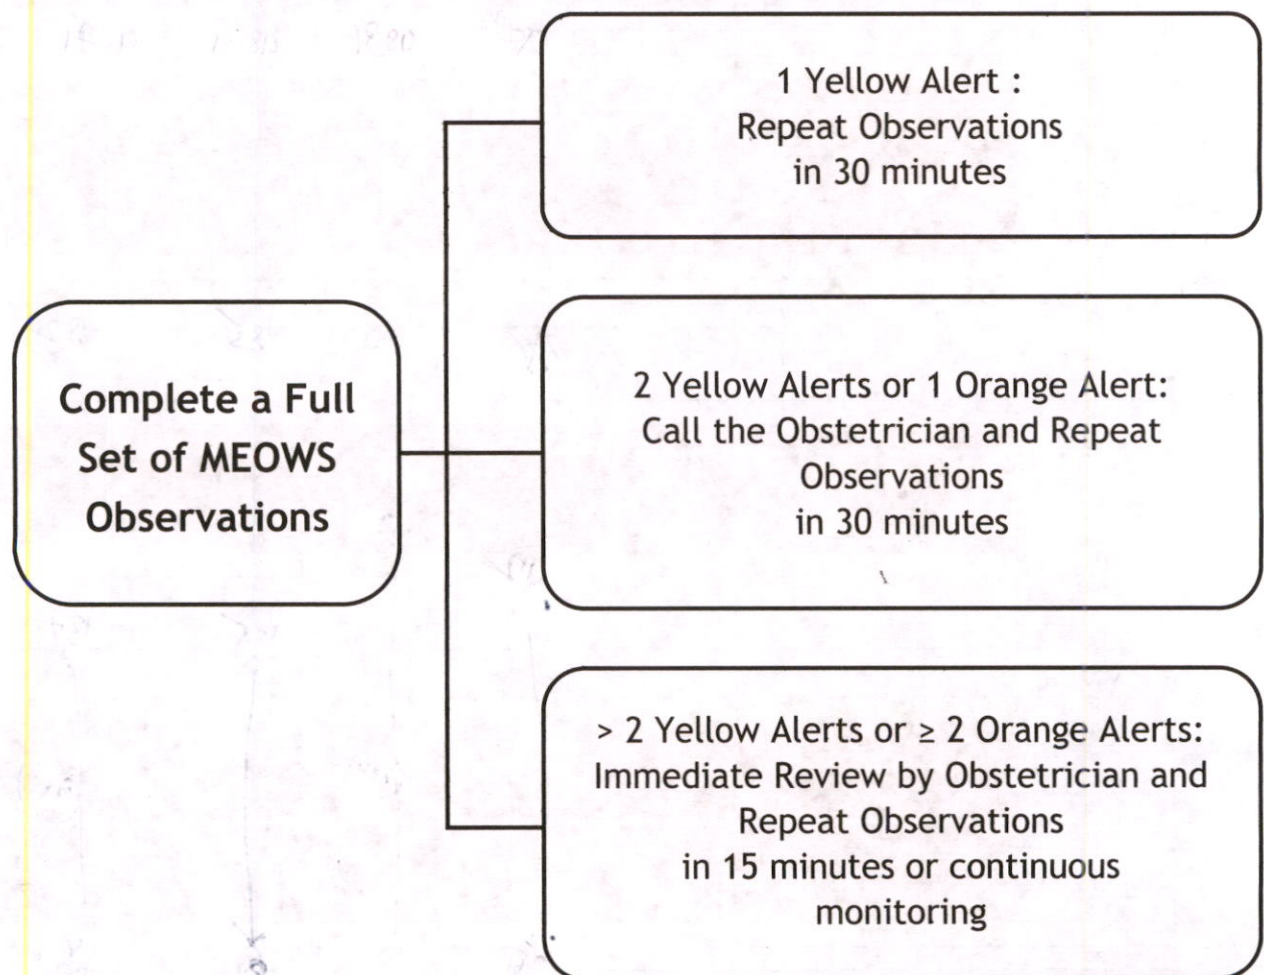 Complete a Full
Set of MEOWS
Observations
1 Yellow Alert :
Repeat Observations
in 30 minutes
2 Yellow Alerts or 1 Orange Alert:
Call the Obstetrician and Repeat
Observations
in 30 minutes
> 2 Yellow Alerts or ≥ 2 Orange Alerts:
Immediate Review by Obstetrician and
Repeat Observations
in 15 minutes or continuous
monitoring